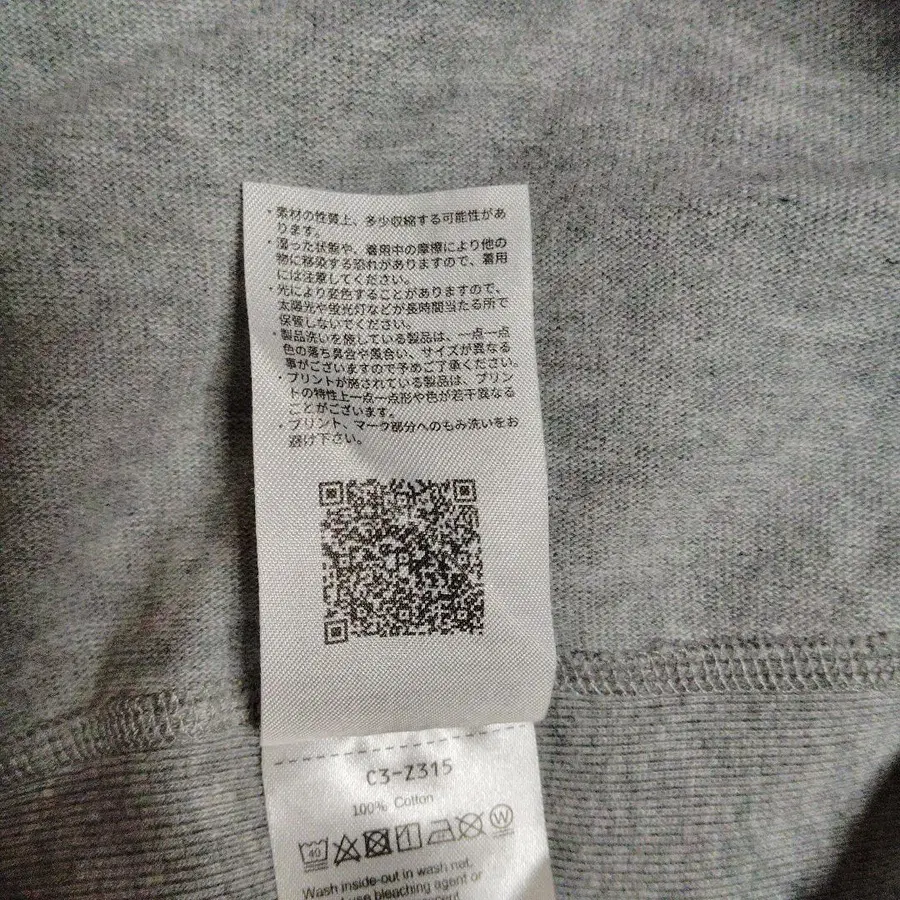 ・素材の性質上、多少収縮する可能性があ
ります。
・湿った状態や、着用中の摩擦により他の
物に移染する恐れがありますので、着用
には注意してください。
・光により変色することがありますので、
太陽光や蛍光灯などが長時間当たる所で
保管しないでください。
・製品洗いを施している製品は、一点一点
色の落ち具合や風合い、サイズが異なる
事がございますので予めご了承ください。
・プリントが施されている製品は、プリン
トの特性上一点一点形や色が若干異なる
ことがございます。
・プリント、マーク部分へのもみ洗いをお
避け下さい。
C3-Z315
100% Cotton
40
W
Wash inside-out in wash net.
use bleaching agent or